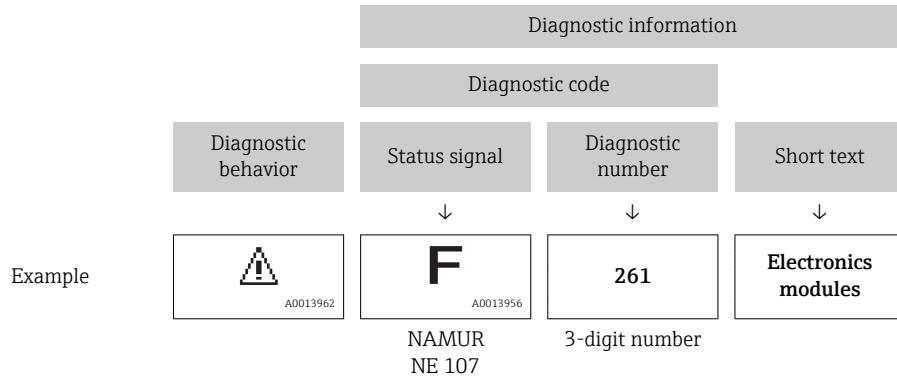 Diagnostic information
Diagnostic code
Diagnostic
behavior
Status signal
Diagnostic
number
Short text
↓ ↓ ↓
Example
A0013962
F
A0013956
261
Electronics
modules
NAMUR
NE 107
3-digit number